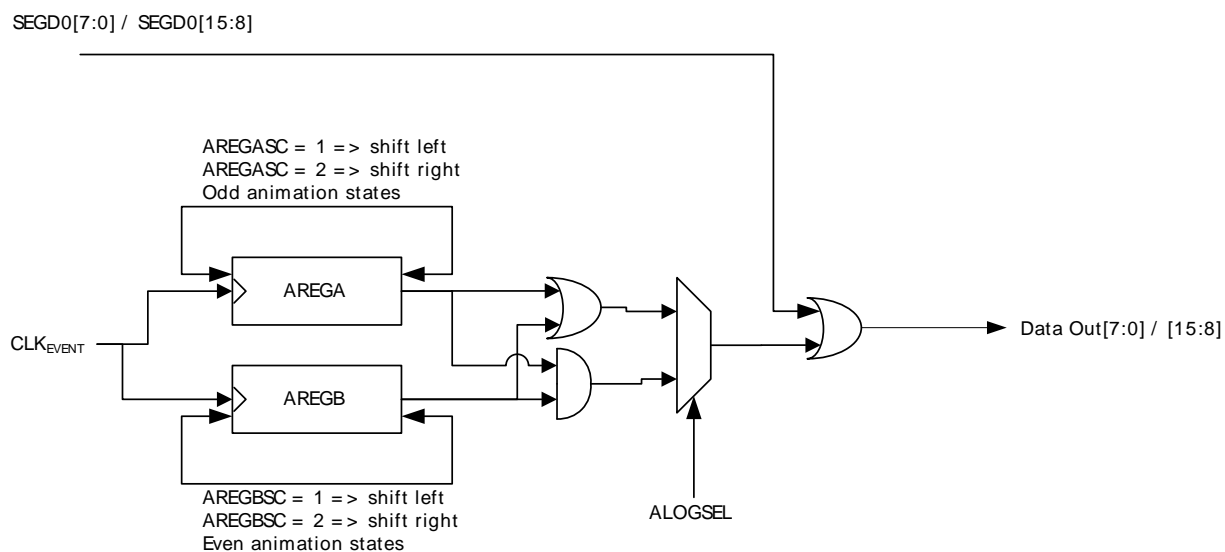 SEGD0[7:0] / SEGD0[15:8]
AREGASC = 1 => shift left
AREGASC = 2 => shift right
Odd animation states
AREGA
CLKEVENT
Data Out[7:0] / [15:8]
AREGB
AREGBSC = 1 => shift left
AREGBSC = 2 => shift right
Even animation states
ALOGSEL